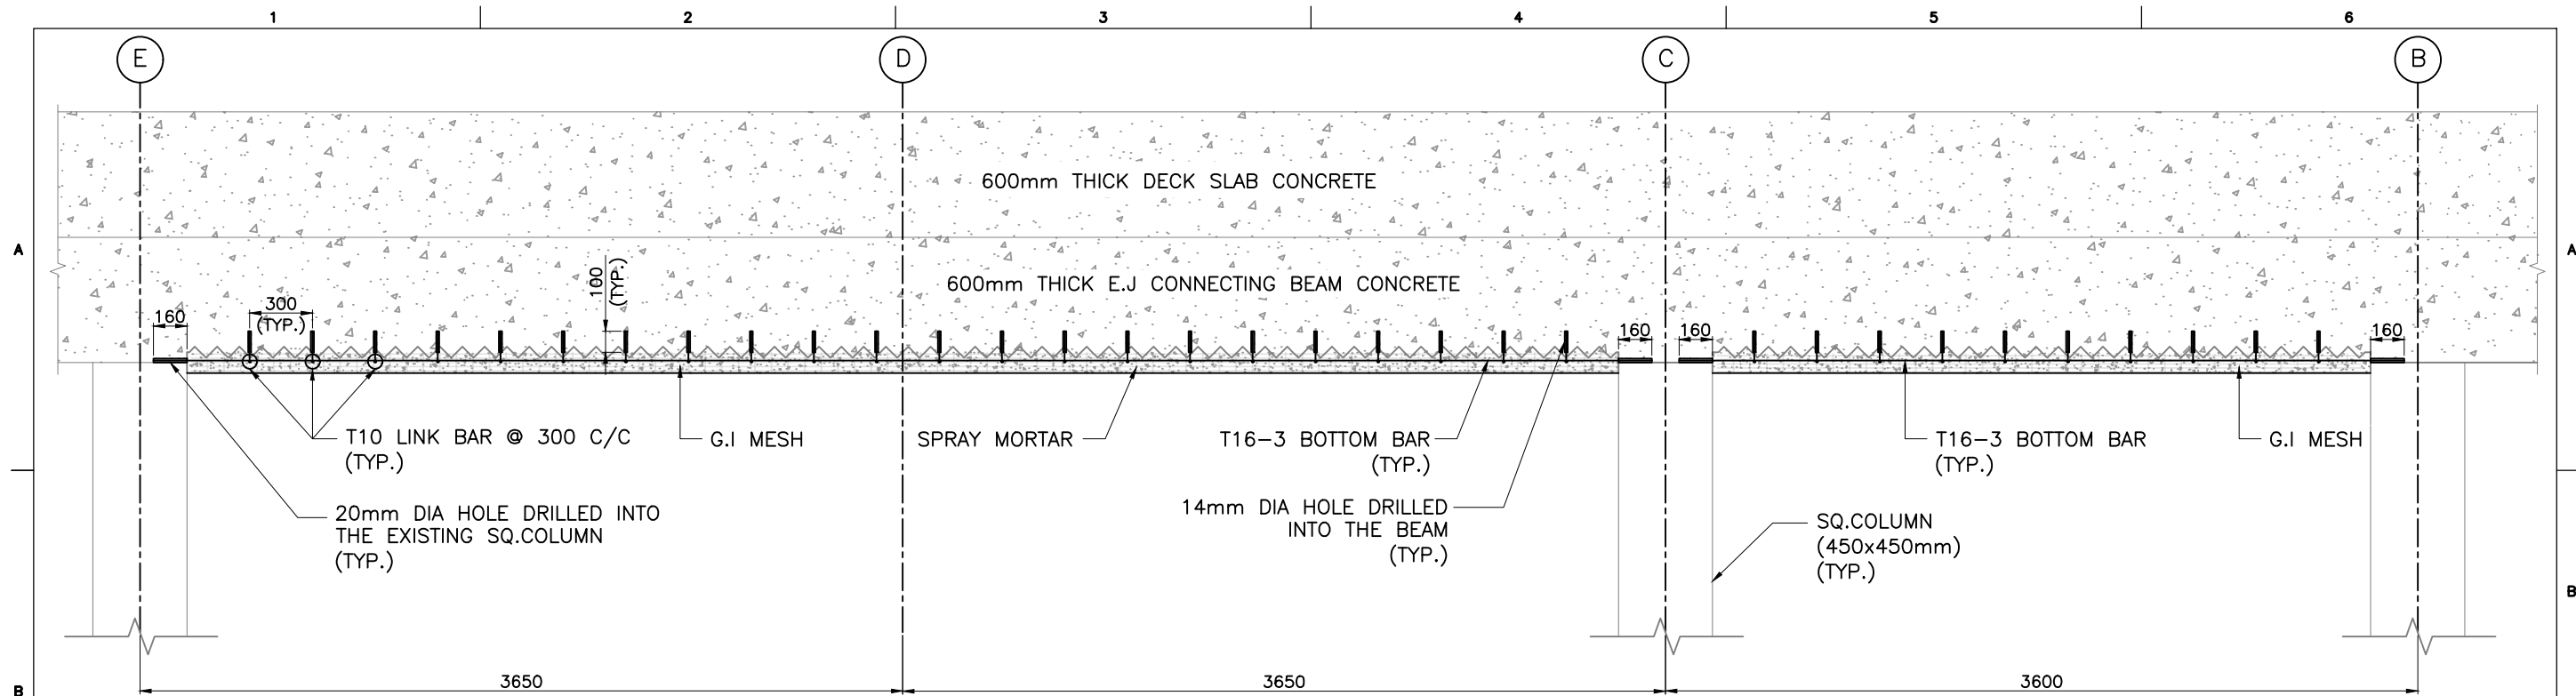 1 2 3 4 5 6
E D C B
600mm THICK DECK SLAB CONCRETE
A A
600mm THICK E.J CONNECTING BEAM CONCRETE
100
(TYP.)
300
(TYP.)
160 160 160 160
T10 LINK BAR @ 300 C/C
(TYP.)
G.I MESH
SPRAY MORTAR
T16-3 BOTTOM BAR
(TYP.)
T16-3 BOTTOM BAR
(TYP.)
G.I MESH
20mm DIA HOLE DRILLED INTO
THE EXISTING SQ.COLUMN
(TYP.)
14mm DIA HOLE DRILLED
INTO THE BEAM
(TYP.)
SQ.COLUMN
(450x450mm)
(TYP.)
B
B
3650 3650 3600